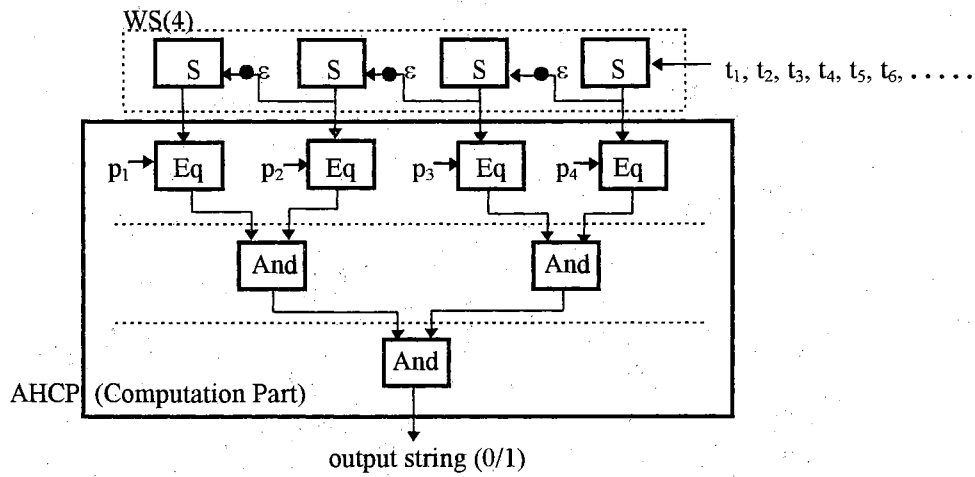 WS(4)
S ε S ε S ε S
t₁, t₂, t₃, t₄, t₅, t₆, . . . . .
p₁ Eq p₂ Eq p₃ Eq p₄ Eq
And And
And
AHCP (Computation Part)
output string (0/1)